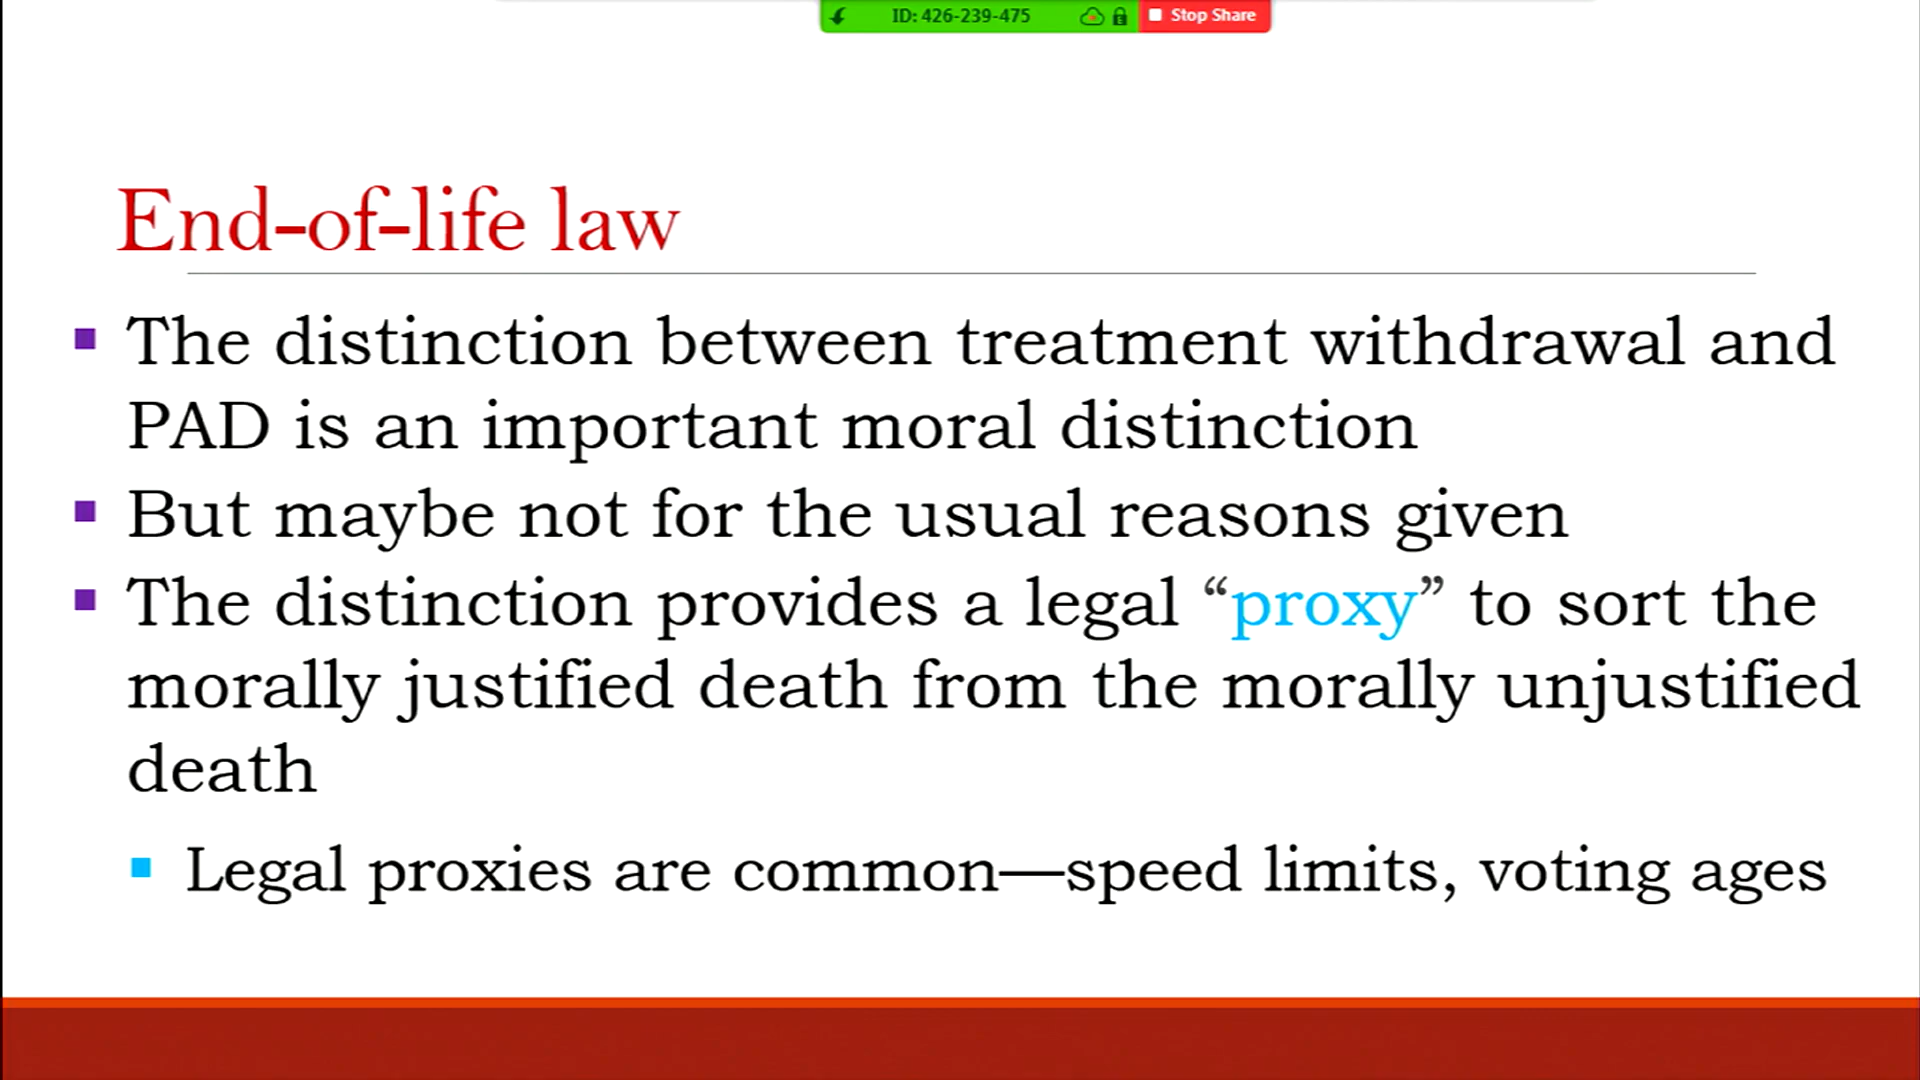 ID: 426-239-475
Stop Share
End-of-life law
The distinction between treatment withdrawal and
PAD is an important moral distinction
But maybe not for the usual reasons given
The distinction provides a legal “proxy” to sort the
morally justified death from the morally unjustified
death
Legal proxies are common—speed limits, voting ages